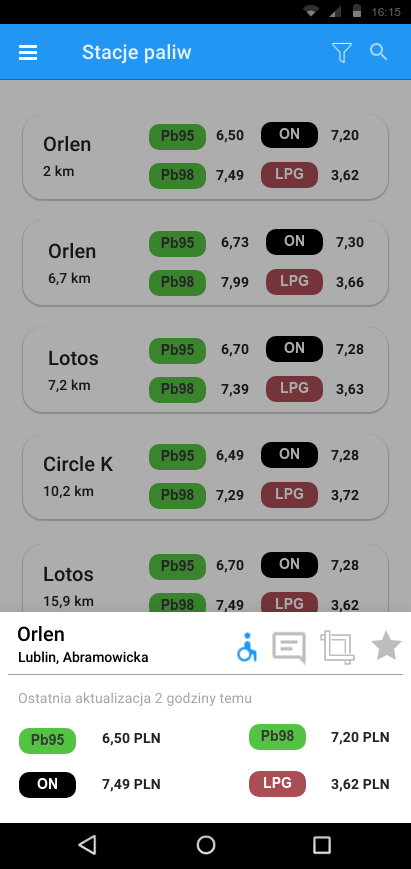 16:15
Stacje paliw
Orlen Pb95 6,50 ON 7,20
2 km Pb98 7,49 LPG 3,62
Orlen Pb95 6,73 ON 7,30
6,7 km Pb98 7,99 LPG 3,66
Lotos Pb95 6,70 ON 7,28
7,2 km Pb98 7,39 LPG 3,63
Circle K Pb95 6,49 ON 7,28
10,2 km Pb98 7,29 LPG 3,72
Lotos Pb95 6,70 ON 7,28
15,9 km Pb98 7,49 LPG 3,62
Orlen
Lublin, Abramowicka
Ostatnia aktualizacja 2 godziny temu
Pb95 6,50 PLN Pb98 7,20 PLN
ON 7,49 PLN LPG 3,62 PLN